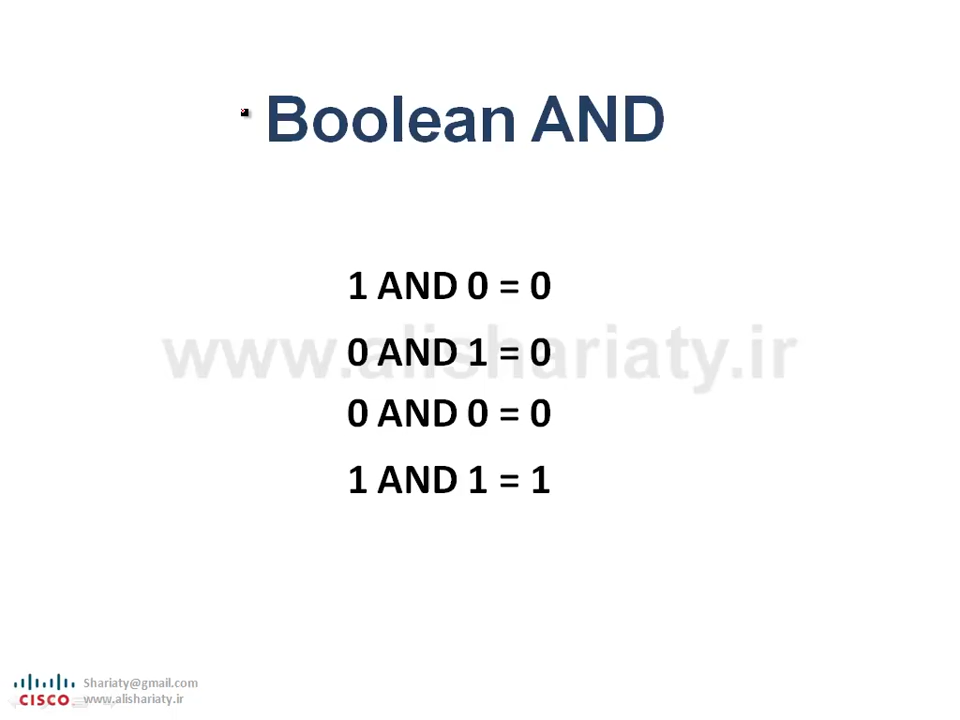 Boolean AND
1 AND 0 = 0
www.alishariaty.ir
0 AND 1 = 0
0 AND 0 = 0
1 AND 1 = 1
Shariaty@gmail.com
CISCO www.alishariaty.ir